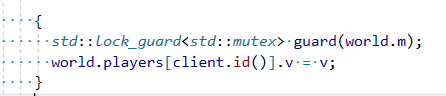 {
std::lock_guard<std::mutex> guard(world.m);
world.players[client.id()].v = v;
}